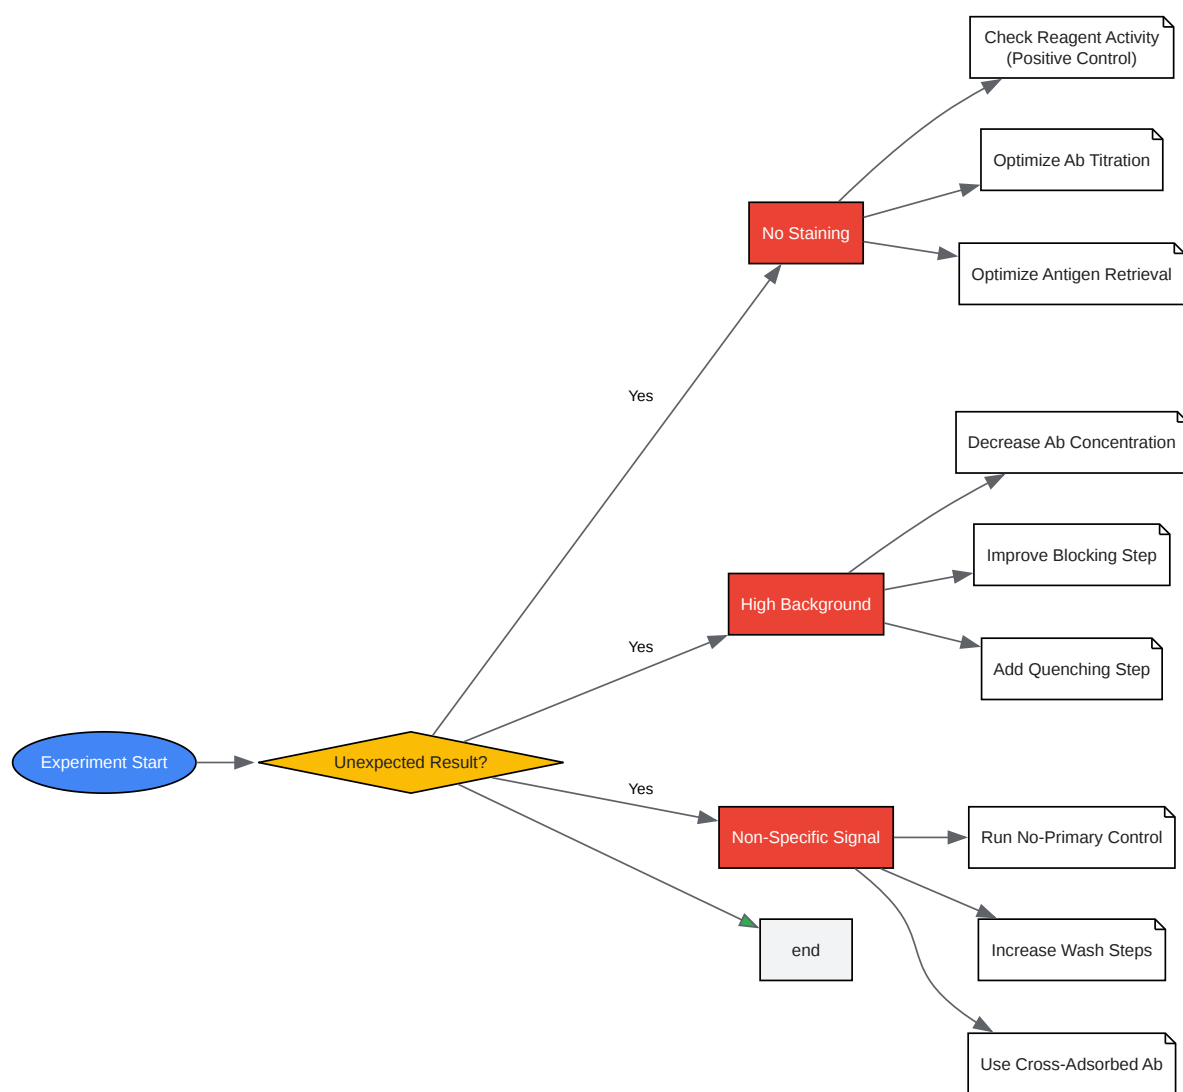 Check Reagent Activity
(Positive Control)
Optimize Ab Titration
No Staining
Optimize Antigen Retrieval
Yes
Decrease Ab Concentration
Improve Blocking Step
High Background
Yes
Add Quenching Step
Experiment Start
Unexpected Result?
Yes
Non-Specific Signal
Run No-Primary Control
end
Increase Wash Steps
Use Cross-Adsorbed Ab